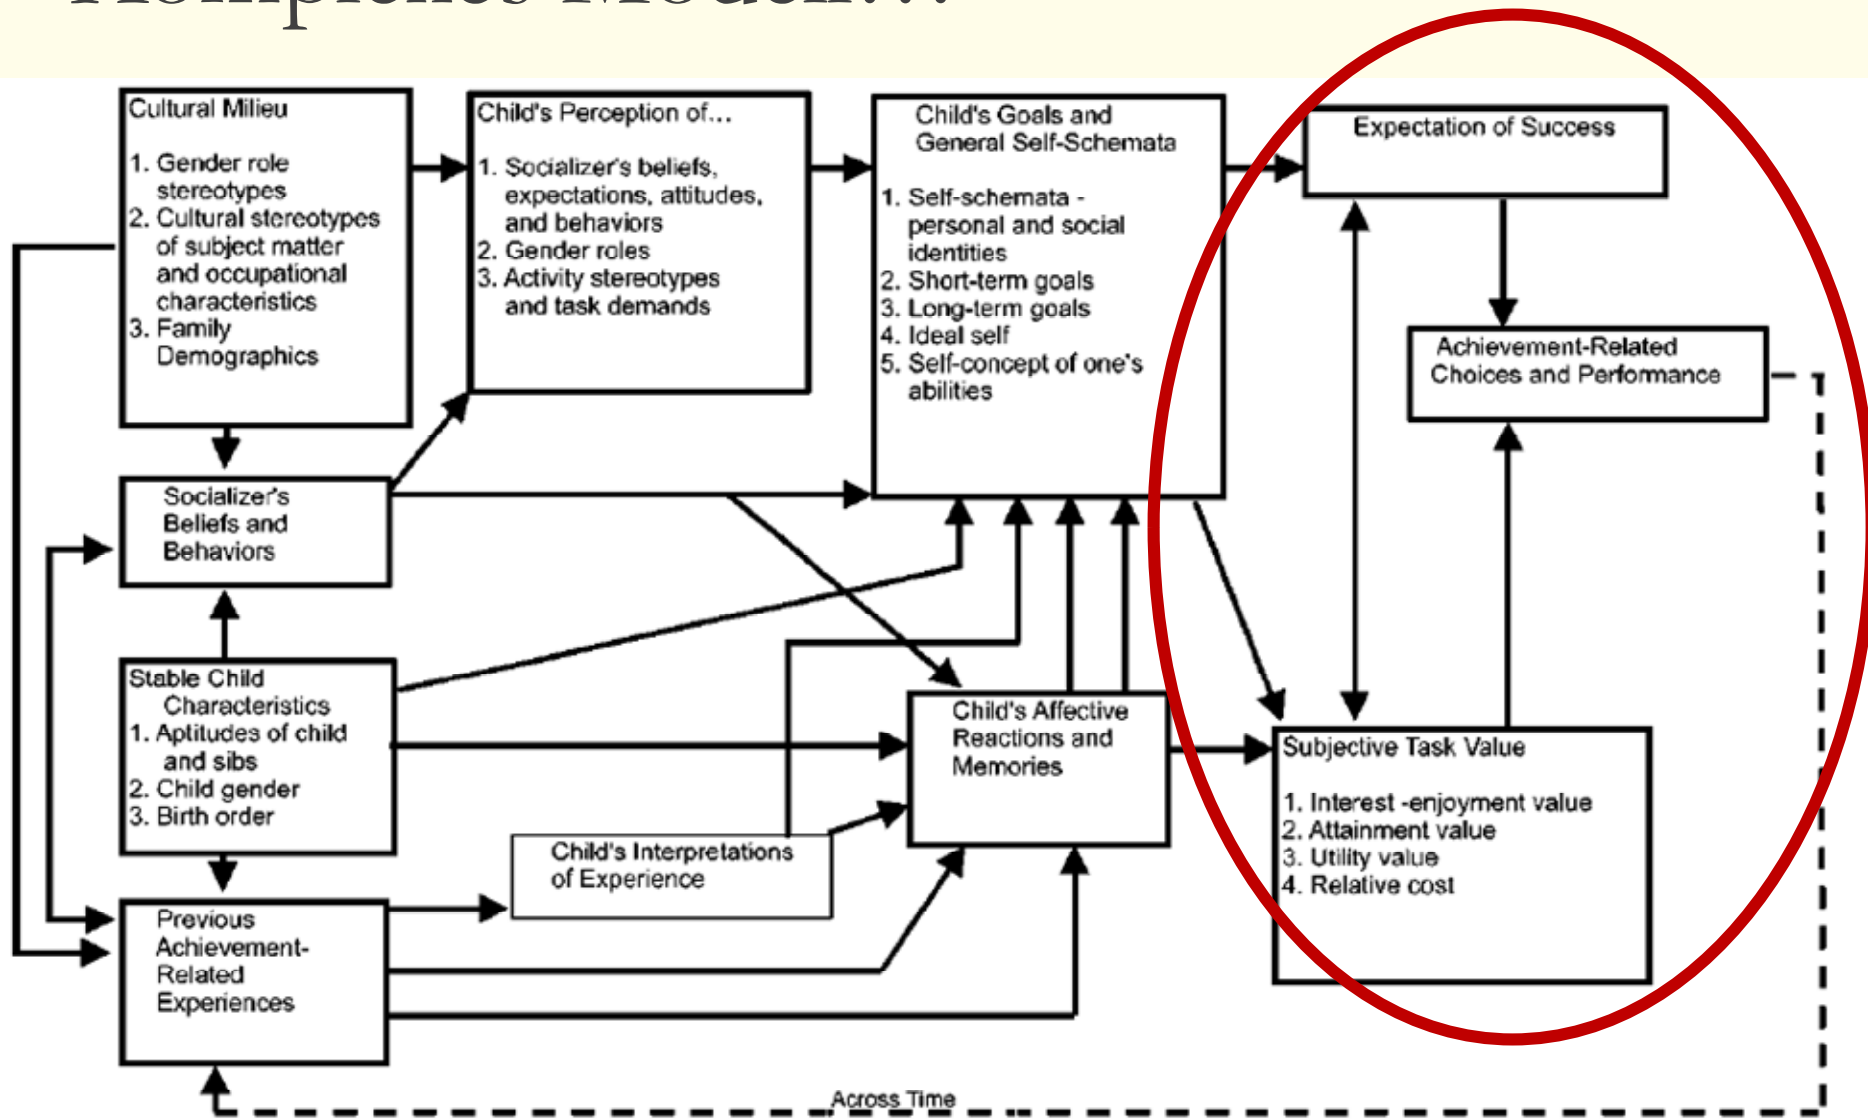 Cultural Milieu
1. Gender role
stereotypes
2. Cultural stereotypes
of subject matter
and occupational
characteristics
3. Family
Demographics
Child's Perception of...
1. Socializer's beliefs,
expectations, attitudes,
and behaviors
2. Gender roles
3. Activity stereotypes
and task demands
Child's Goals and
General Self-Schemata
1. Self-schemata -
personal and social
identities
2. Short-term goals
3. Long-term goals
4. Ideal self
5. Self-concept of one's
abilities
Expectation of Success
Achievement-Related
Choices and Performance
Socializer's
Beliefs and
Behaviors
Stable Child
Characteristics
1. Aptitudes of child
and sibs
2. Child gender
3. Birth order
Child's Affective
Reactions and
Memories
Subjective Task Value
1. Interest -enjoyment value
2. Attainment value
3. Utility value
4. Relative cost
Child's Interpretations
of Experience
Previous
Achievement-
Related
Experiences
Across Time